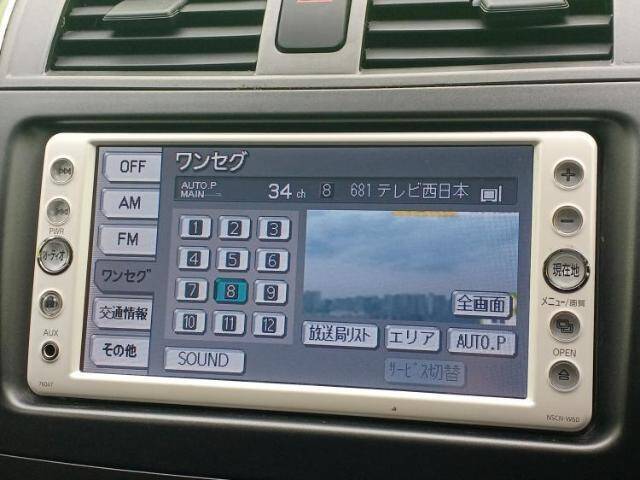 OFF
AM
FM
ワンセグ
交通情報
その他
ワンセグ
AUTO.P
MAIN
34 ch 8 681 テレビ西日本
1 2 3
4 5 6
7 8 9
10 11 12
SOUND
全画面
放送局リスト エリア AUTO.P
サービス切替
PWR
オーディオ
AUX
現在地
メニュー/画質
OPEN
NSCN-W60